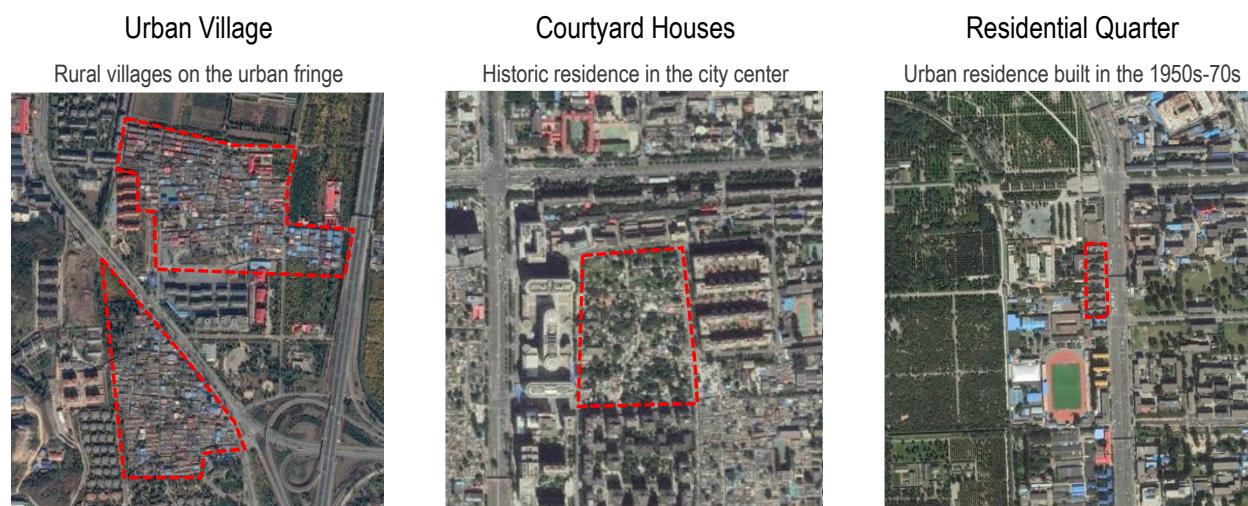 Urban Village
Rural villages on the urban fringe
Courtyard Houses
Historic residence in the city center
Residential Quarter
Urban residence built in the 1950s-70s